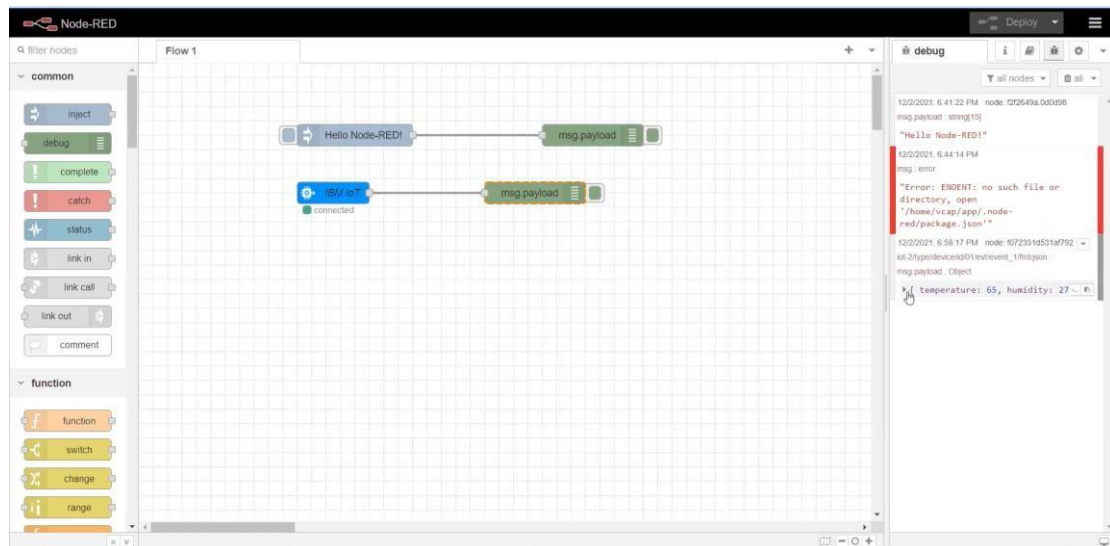 Node-RED
Deploy
filter nodes
common
inject
debug
complete
catch
status
link in
link call
link out
comment
function
function
switch
change
range
Flow 1
Hello Node-RED!
msg.payload
IBM IoT
msg.payload
connected
debug
i
all nodes
all
12/2/2021, 6:41:22 PM node: f2f2649a.0d0d98
msg.payload : string[15]
"Hello Node-RED!"
12/2/2021, 6:44:14 PM
msg : error
"Error: ENOENT: no such file or
directory, open
'/home/vcap/app/.node-
red/package.json'"
12/2/2021, 6:58:17 PM node: f072331d531af792
iot-2/type/device/id/01/evt/event_1/fmt/json :
msg.payload : Object
{ temperature: 65, humidity: 27